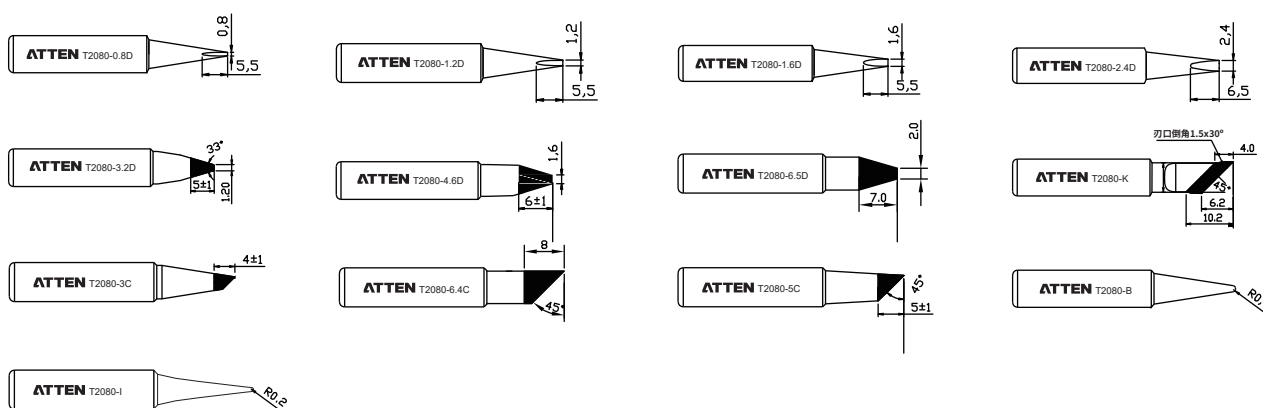 0,8
ATTEN T2080-0.8D
5,5
1,2
ATTEN T2080-1.2D
5,5
1,6
ATTEN T2080-1.6D
5,5
2,4
ATTEN T2080-2.4D
6,5
33°
ATTEN T2080-3.2D
5±1
1.20
1,6
ATTEN T2080-4.6D
6±1
2.0
ATTEN T2080-6.5D
7.0
刃口倒角1.5x30°
4.0
ATTEN T2080-K
45°
6.2
10.2
4±1
ATTEN T2080-3C
8
ATTEN T2080-6.4C
45°
ATTEN T2080-5C
45°
5±1
ATTEN T2080-B
R0,
ATTEN T2080-I
R0.2